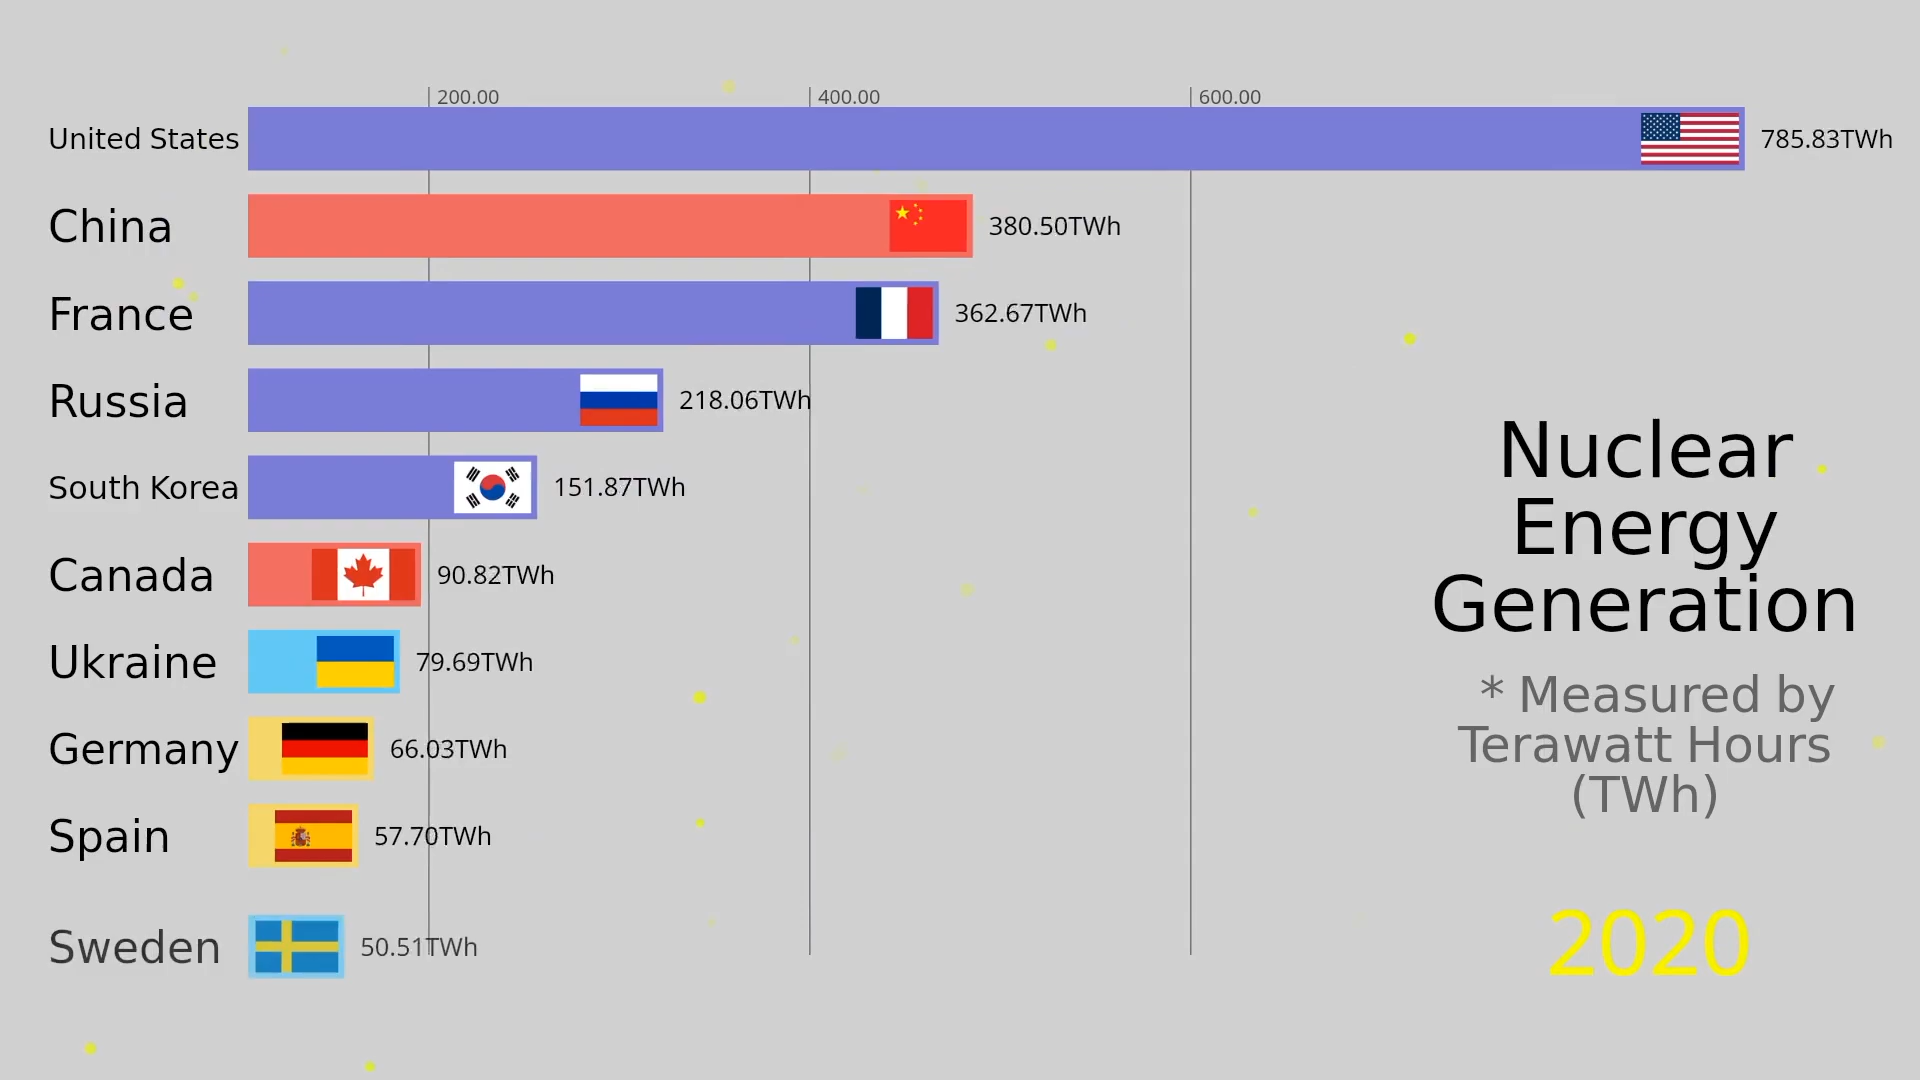 200.00 400.00 600.00
United States 785.83TWh
China 380.50TWh
France 362.67TWh
Russia 218.06TWh
South Korea 151.87TWh
Canada 90.82TWh
Ukraine 79.69TWh
Germany 66.03TWh
Spain 57.70TWh
Sweden 50.51TWh
Nuclear
Energy
Generation
* Measured by
Terawatt Hours
(TWh)
2020